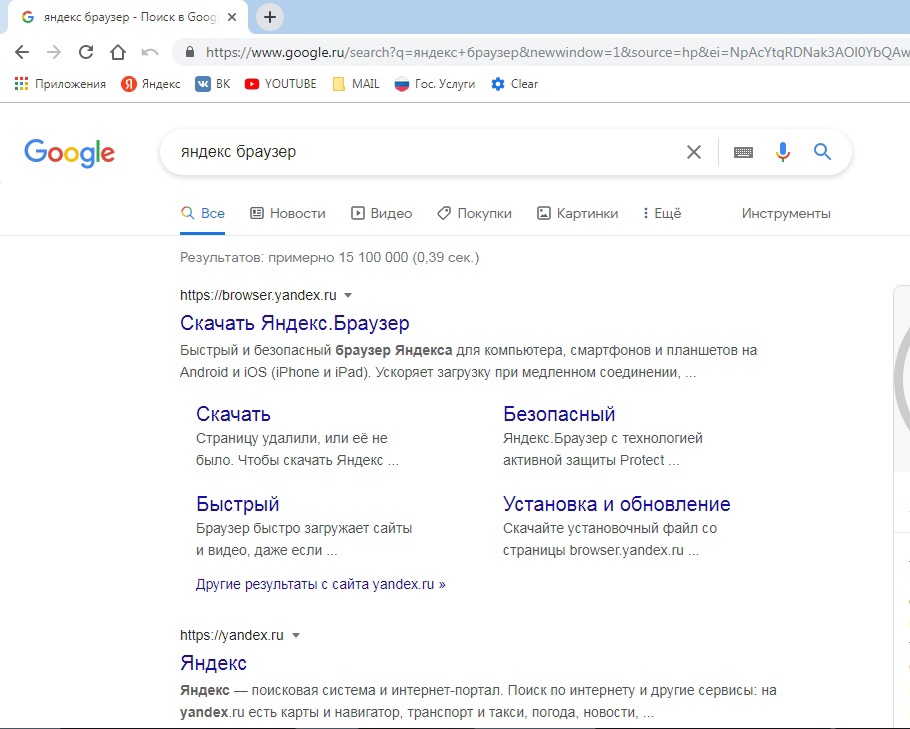 яндекс браузер - Поиск в Goog
https://www.google.ru/search?q=яндекс+браузер&newwindow=1&source=hp&ei=NpAcYtqRDNak3AOI0YbQAw
Приложения Яндекс ВК YOUTUBE MAIL Гос. Услуги Clear
Google
яндекс браузер
Все Новости Видео Покупки Картинки Ещё Инструменты
Результатов: примерно 15 100 000 (0,39 сек.)
https://browser.yandex.ru
Скачать Яндекс.Браузер
Быстрый и безопасный браузер Яндекса для компьютера, смартфонов и планшетов на
Android и iOS (iPhone и iPad). Ускоряет загрузку при медленном соединении, ...
Скачать
Страницу удалили, или её не
было. Чтобы скачать Яндекс ...
Безопасный
Яндекс.Браузер с технологией
активной защиты Protect ...
Быстрый
Браузер быстро загружает сайты
и видео, даже если ...
Установка и обновление
Скачайте установочный файл со
страницы browser.yandex.ru ...
Другие результаты с сайта yandex.ru »
https://yandex.ru
Яндекс
Яндекс — поисковая система и интернет-портал. Поиск по интернету и другие сервисы: на
yandex.ru есть карты и навигатор, транспорт и такси, погода, новости, ...